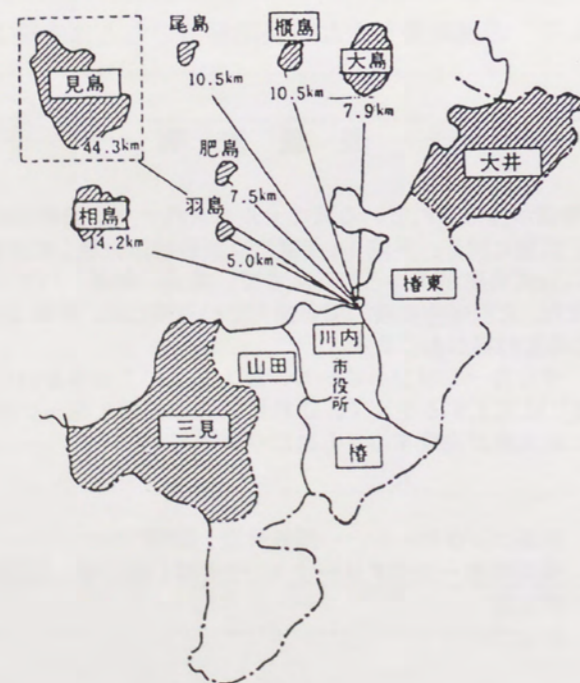 尾島
10.5km
櫃島
10.5km
大島
7.9km
見島
44.3km
大井
肥島
7.5km
羽島
5.0km
相島
14.2km
椿東
川内
市役所
山田
三見
椿